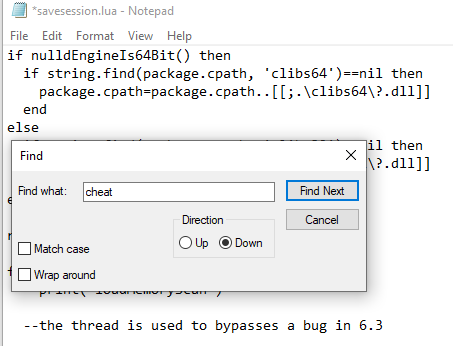 *savesession.lua - Notepad
File Edit Format View Help
if nulldEngineIs64Bit() then
if string.find(package.cpath, 'clibs64')==nil then
package.cpath=package.cpath..[[;.\clibs64\?.dll]]
end
else
nil then
Find
\?.dll]]
Find what: cheat Find Next
Cancel
Direction
Up Down
Match case
Wrap around
--the thread is used to bypasses a bug in 6.3